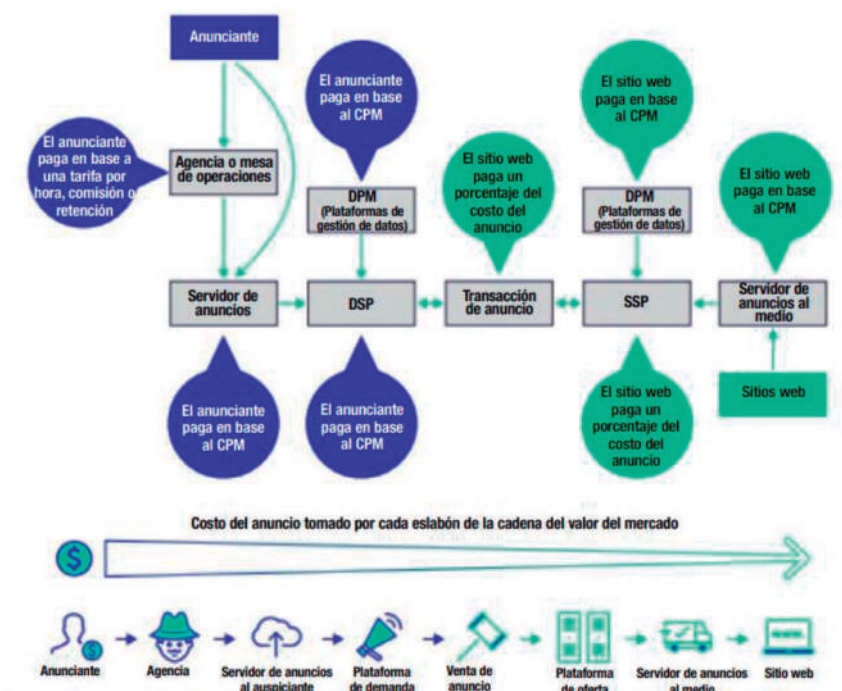 Anunciante
El anunciante
paga en base
al CPM
El sitio web
paga en base
al CPM
El anunciante
paga en base a
una tarifa por
hora, comisión o
retención
Agencia o mesa
de operaciones
El sitio web
paga un
porcentaje del
costo del
anuncio
El sitio web
paga en base
al CPM
DPM
(Plataformas de
gestión de datos)
DPM
(Plataformas de
gestión de datos)
Servidor de
anuncios
DSP
Transacción
de anuncio
SSP
Servidor de
anuncios al
medio
El anunciante
paga en base
al CPM
El anunciante
paga en base
al CPM
El sitio web
paga un
porcentaje del
costo del
anuncio
Sitios web
Costo del anuncio tomado por cada eslabón de la cadena del valor del mercado
$
$
Anunciante
Agencia
Servidor de anuncios
al auspiciante
Plataforma
de demanda
Venta de
anuncio
Plataforma
de oferta
Servidor de anuncios
al medio
Sitio web